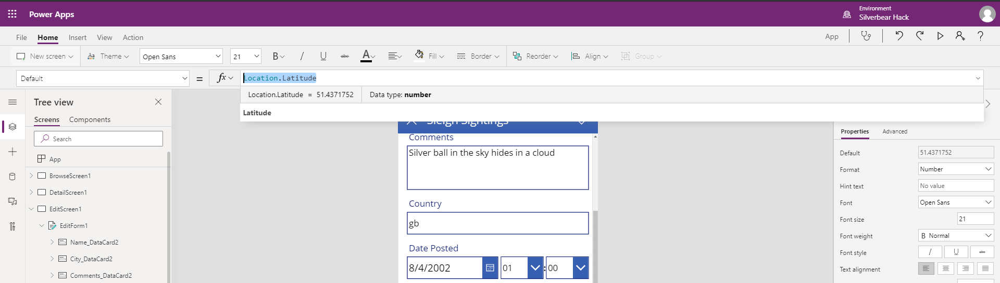 Power Apps
Environment
Silverbear Hack
File Home Insert View Action
App
New screen Theme Open Sans 21 B / U abc A Fill Border Reorder Align Group
Default = fx Location.Latitude
Location.Latitude = 51.4371752 Data type: number
Latitude
Tree view
Screens Components
Search
App
BrowseScreen1
DetailScreen1
EditScreen1
EditForm1
Name_DataCard2
City_DataCard2
Comments_DataCard2
Sleigh Sightings
Comments
Silver ball in the sky hides in a cloud
Country
gb
Date Posted
8/4/2002 01 : 00
Properties Advanced
Default 51.4371752
Format Number
Hint text No value
Font Open Sans
Font size 21
Font weight B Normal
Font style / U abc
Text alignment